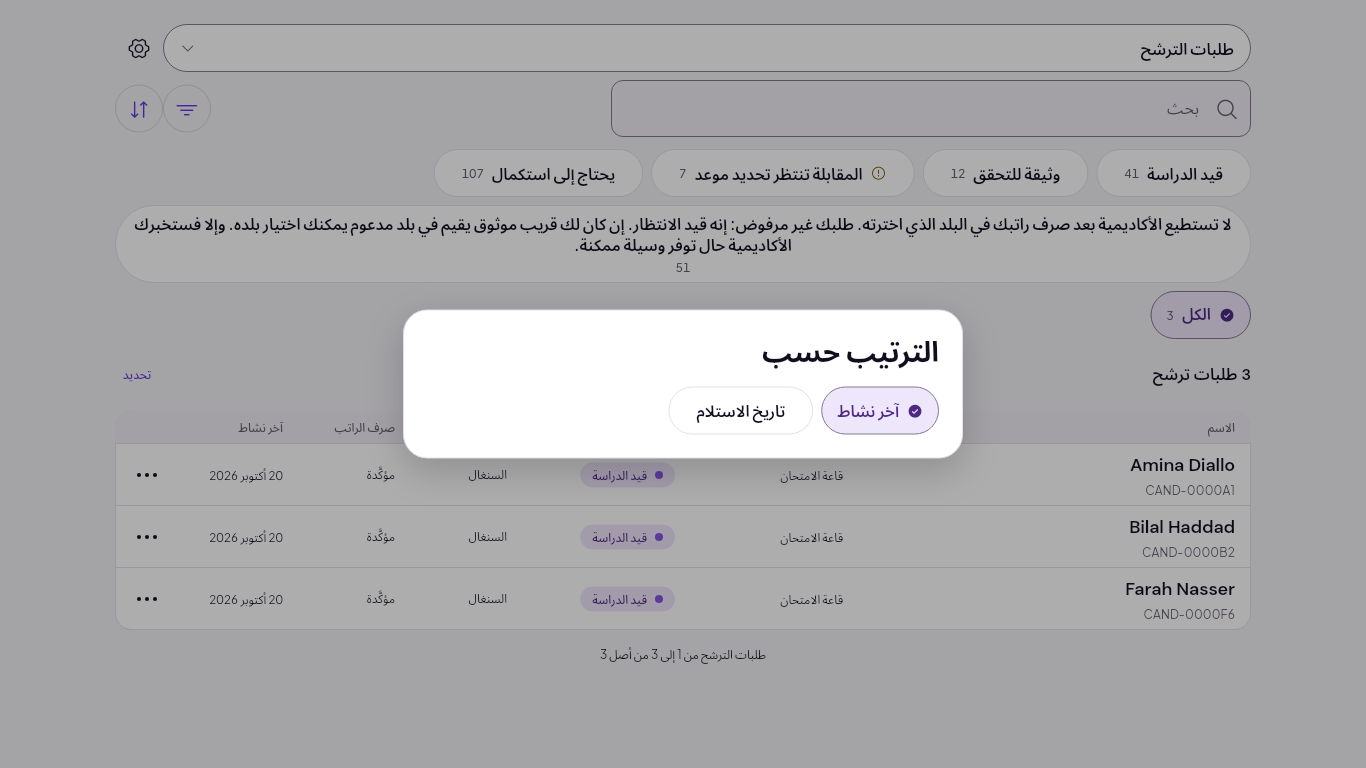 طلبات الترشح
بحث
قيد الدراسة 41
وثيقة للتحقق 12
المقابلة تنتظر تحديد موعد 7
يحتاج إلى استكمال 107
لا تستطيع الأكاديمية بعد صرف راتبك في البلد الذي اخترته. طلبك غير مرفوض: إنه قيد الانتظار. إن كان لك قريب موثوق يقيم في بلد مدعوم يمكنك اختيار بلده. وإلا فستخبرك
الأكاديمية حال توفر وسيلة ممكنة.
51
الكل 3
الترتيب حسب
آخر نشاط
تاريخ الاستلام
3 طلبات ترشح
تحديد
الاسم
صرف الراتب
آخر نشاط
Amina Diallo
CAND-0000A1
قاعة الامتحان
قيد الدراسة
السنغال
مؤكَّدة
20 أكتوبر 2026
Bilal Haddad
CAND-0000B2
قاعة الامتحان
قيد الدراسة
السنغال
مؤكَّدة
20 أكتوبر 2026
Farah Nasser
CAND-0000F6
قاعة الامتحان
قيد الدراسة
السنغال
مؤكَّدة
20 أكتوبر 2026
طلبات الترشح من 1 إلى 3 من أصل 3